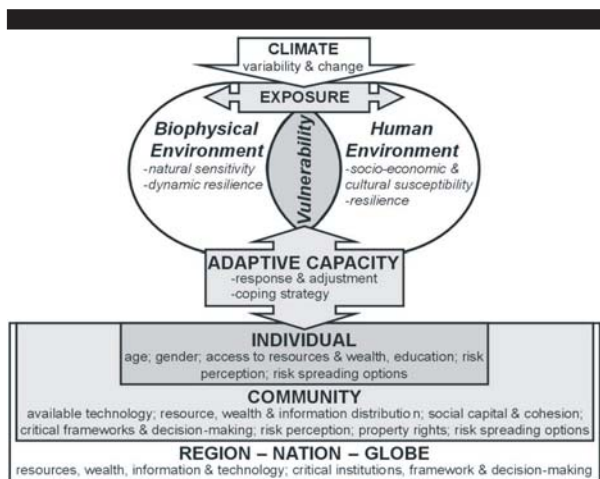 CLIMATE
variability & change
EXPOSURE
Biophysical
Environment
-natural sensitivity
-dynamic resilience
Vulnerability
Human
Environment
-socio-economic &
cultural susceptibility
-resilience
ADAPTIVE CAPACITY
-response & adjustment
-coping strategy
INDIVIDUAL
age; gender; access to resources & wealth, education; risk
perception; risk spreading options
COMMUNITY
available technology; resource, wealth & information distribution; social capital & cohesion;
critical frameworks & decision-making; risk perception; property rights; risk spreading options
REGION – NATION – GLOBE
resources, wealth, information & technology; critical institutions, framework & decision-making